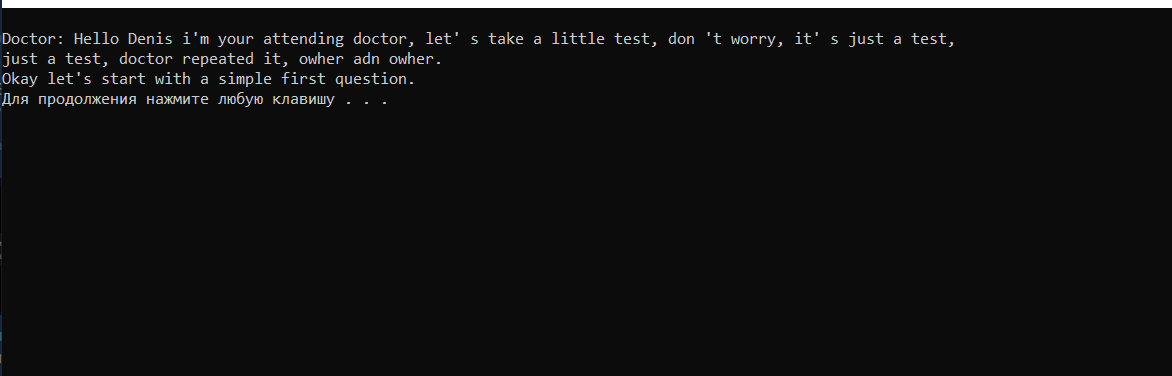 Doctor: Hello Denis i'm your attending doctor, let' s take a little test, don 't worry, it' s just a test,
just a test, doctor repeated it, owher adn owher.
Okay let's start with a simple first question.
Для продолжения нажмите любую клавишу . . .